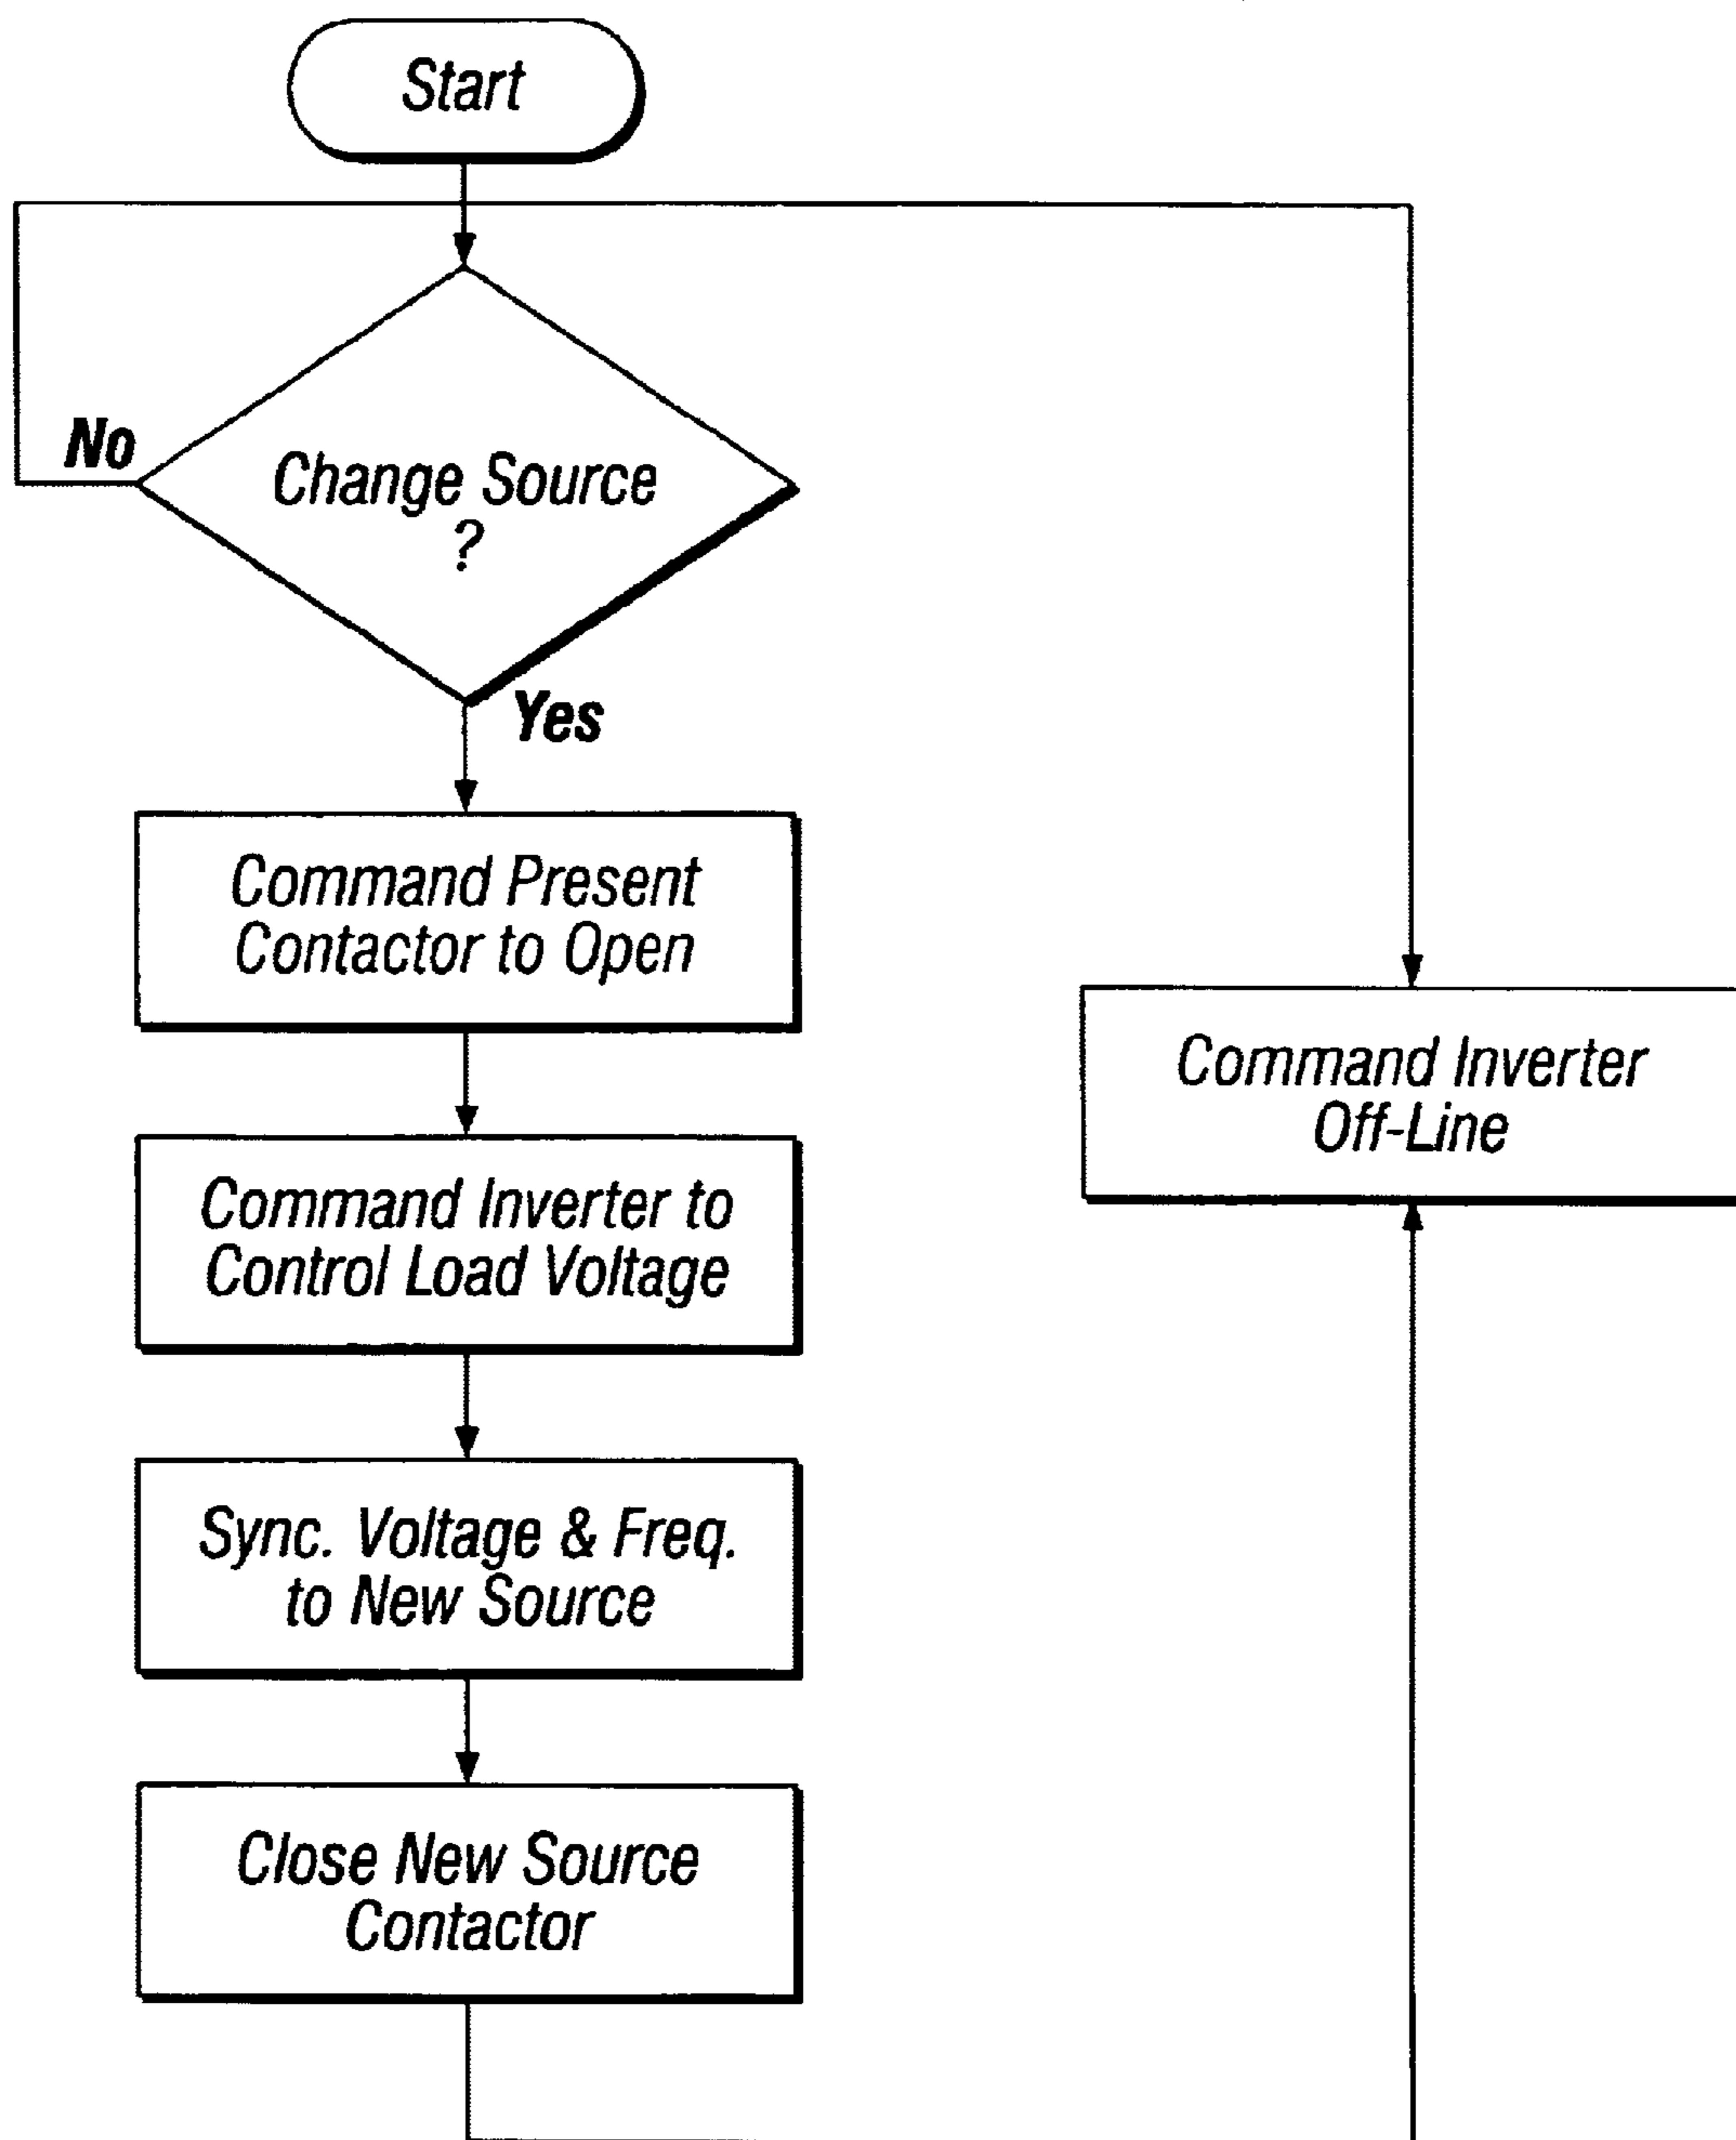 Start
No
Change Source
?
Yes
Command Present
Contactor to Open
Command Inverter
Off-Line
Command Inverter to
Control Load Voltage
Sync. Voltage & Freq.
to New Source
Close New Source
Contactor